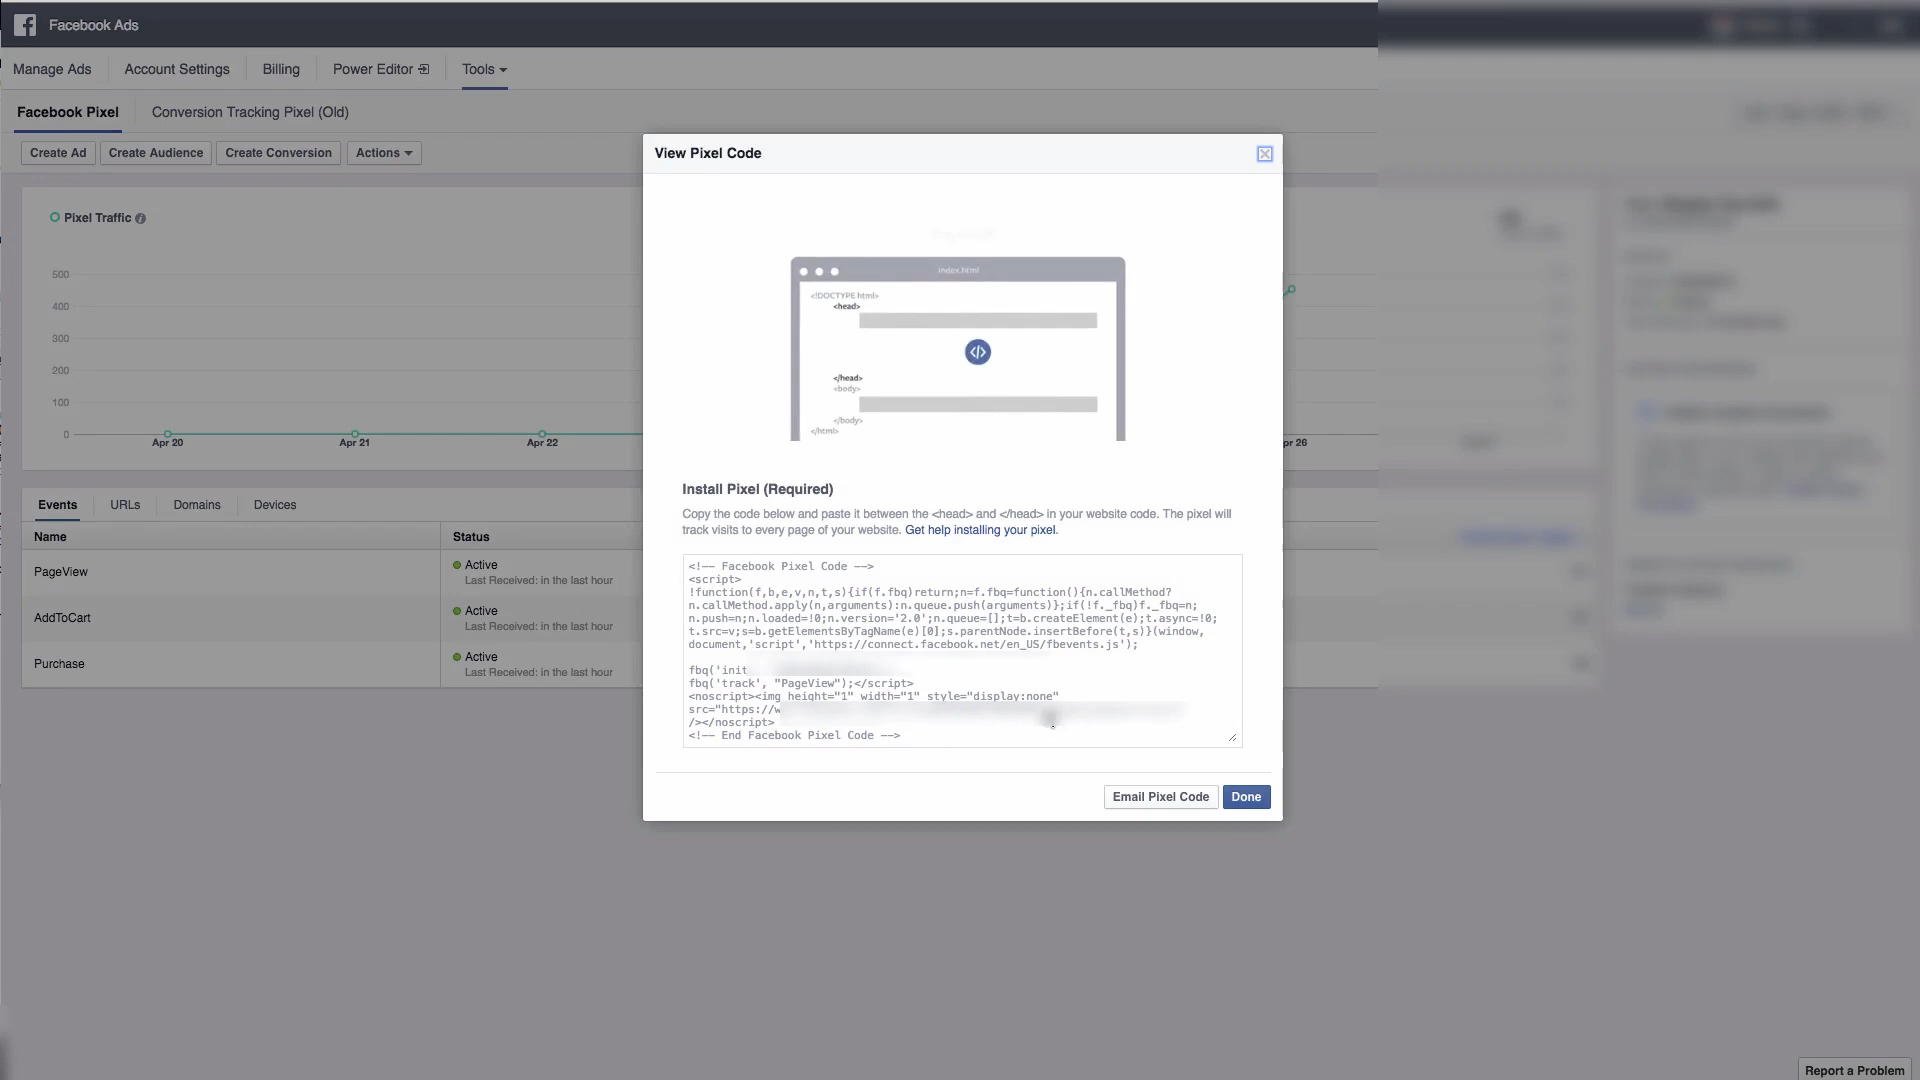 Facebook Ads
Manage Ads
Account Settings
Billing
Power Editor
Tools
Facebook Pixel
Conversion Tracking Pixel (Old)
Create Ad
Create Audience
Create Conversion
Actions
View Pixel Code
Pixel Traffic
500
400
300
200
100
0
Apr 20
Apr 21
Apr 22
pr 26
index.html
<!DOCTYPE html>
<head>
</head>
<body>
</body>
</html>
Install Pixel (Required)
Copy the code below and paste it between the <head> and </head> in your website code. The pixel will
track visits to every page of your website. Get help installing your pixel.
<!-- Facebook Pixel Code -->
<script>
!function(f,b,e,v,n,t,s){if(f.fbq)return;n=f.fbq=function(){n.callMethod?
n.callMethod.apply(n,arguments):n.queue.push(arguments)};if(!f._fbq)f._fbq=n;
n.push=n;n.loaded=!0;n.version='2.0';n.queue=[];t=b.createElement(e);t.async=!0;
t.src=v;s=b.getElementsByTagName(e)[0];s.parentNode.insertBefore(t,s)}(window,
document,'script','https://connect.facebook.net/en_US/fbevents.js');
fbq('init
fbq('track', "PageView");</script>
<noscript><img height="1" width="1" style="display:none"
src="https://w
/></noscript>
<!-- End Facebook Pixel Code -->
Email Pixel Code
Done
Events
URLs
Domains
Devices
Name
Status
PageView
Active
Last Received: in the last hour
AddToCart
Active
Last Received: in the last hour
Purchase
Active
Last Received: in the last hour
Report a Problem